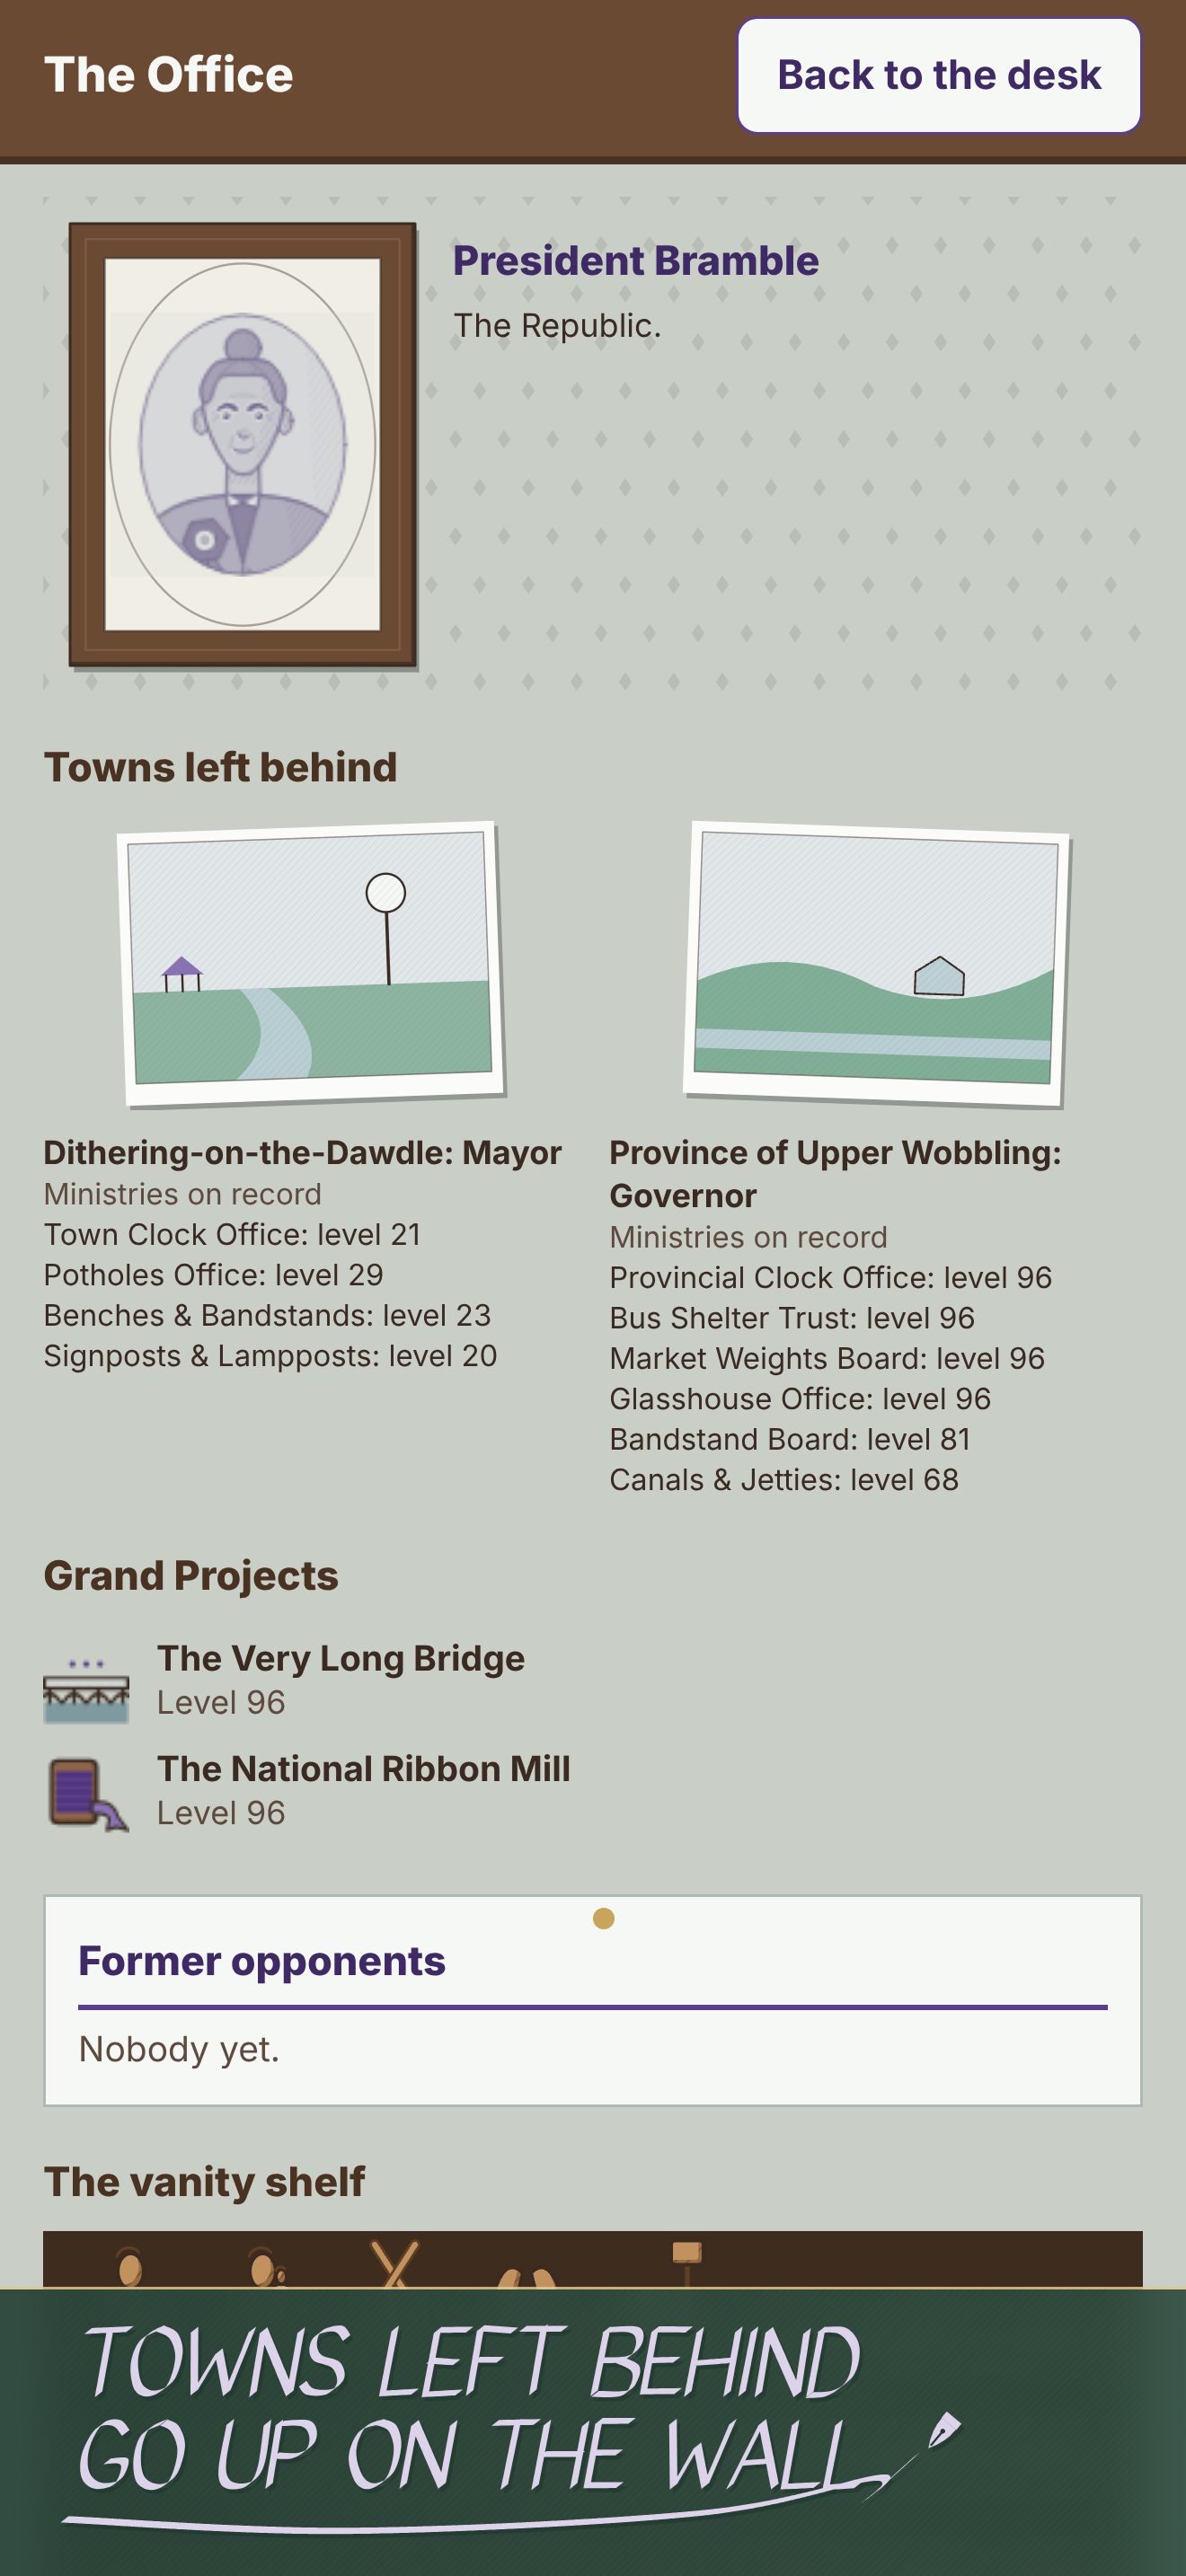 The Office
Back to the desk
President Bramble
The Republic.
Towns left behind
Dithering-on-the-Dawdle: Mayor
Ministries on record
Town Clock Office: level 21
Potholes Office: level 29
Benches & Bandstands: level 23
Signposts & Lampposts: level 20
Province of Upper Wobbling:
Governor
Ministries on record
Provincial Clock Office: level 96
Bus Shelter Trust: level 96
Market Weights Board: level 96
Glasshouse Office: level 96
Bandstand Board: level 81
Canals & Jetties: level 68
Grand Projects
The Very Long Bridge
Level 96
The National Ribbon Mill
Level 96
Former opponents
Nobody yet.
The vanity shelf
TOWNS LEFT BEHIND
GO UP ON THE WALL